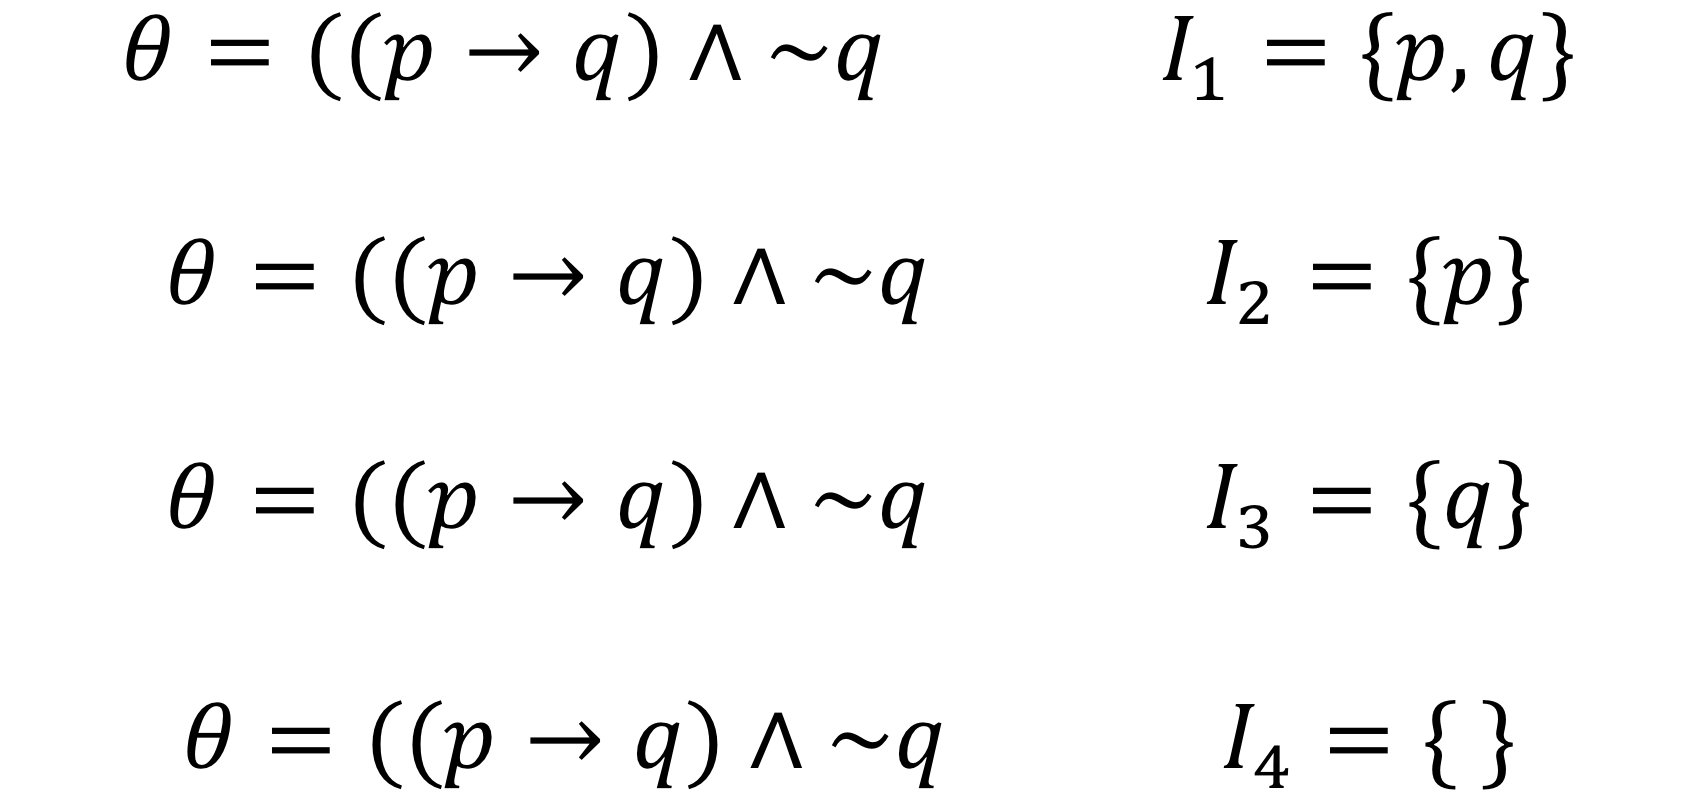 θ = ((p → q) ∧ ~q I₁ = {p, q}
θ = ((p → q) ∧ ~q I₂ = {p}
θ = ((p → q) ∧ ~q I₃ = {q}
θ = ((p → q) ∧ ~q I₄ = { }